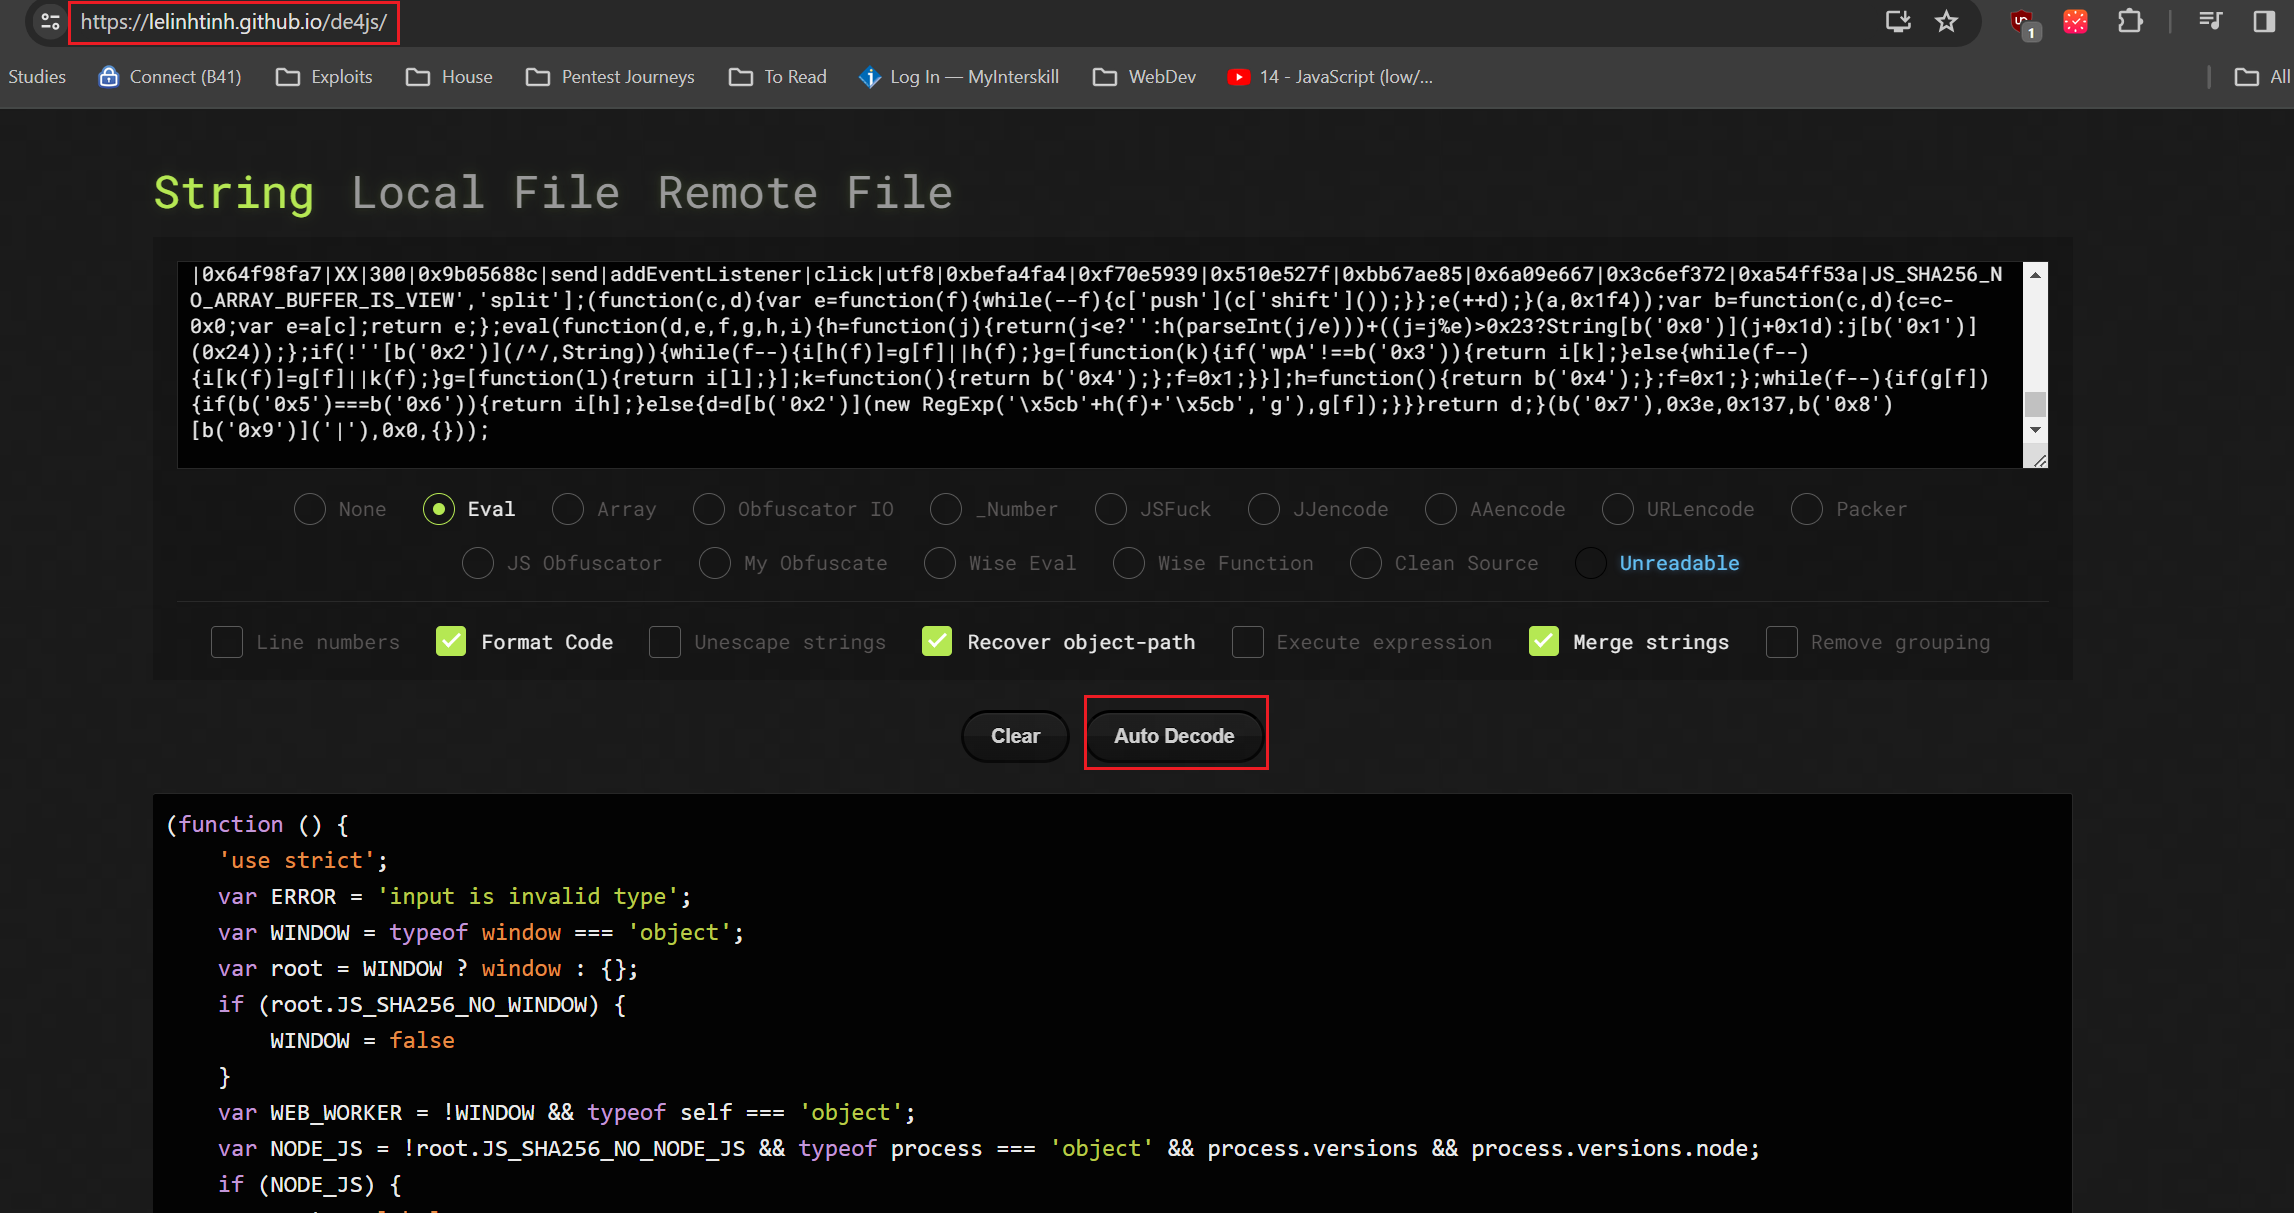 https://lelinhtinh.github.io/de4js/
1
Studies Connect (B41) Exploits House Pentest Journeys To Read Log In — MyInterskill WebDev 14 - JavaScript (low/... All
String Local File Remote File
|0x64f98fa7|XX|300|0x9b05688c|send|addEventListener|click|utf8|0xbefa4fa4|0xf70e5939|0x510e527f|0xbb67ae85|0x6a09e667|0x3c6ef372|0xa54ff53a|JS_SHA256_N
O_ARRAY_BUFFER_IS_VIEW','split'];(function(c,d){var e=function(f){while(--f){c['push'](c['shift']());}};e(++d);}(a,0x1f4));var b=function(c,d){c=c-
0x0;var e=a[c];return e;};eval(function(d,e,f,g,h,i){h=function(j){return(j<e?'':h(parseInt(j/e)))+((j=j%e)>0x23?String[b('0x0')](j+0x1d):j[b('0x1')]
(0x24));};if(!''[b('0x2')](/^/,String)){while(f--){i[h(f)]=g[f]||h(f);}g=[function(k){if('wpA'!==b('0x3')){return i[k];}else{while(f--)
{i[k(f)]=g[f]||k(f);}g=[function(l){return i[l];}];k=function(){return b('0x4');};f=0x1;}}];h=function(){return b('0x4');};f=0x1;};while(f--){if(g[f])
{if(b('0x5')===b('0x6')){return i[h];}else{d=d[b('0x2')](new RegExp('\x5cb'+h(f)+'\x5cb','g'),g[f]);}}}return d;}(b('0x7'),0x3e,0x137,b('0x8')
[b('0x9')]('|'),0x0,{}));
None Eval Array Obfuscator IO _Number JSFuck JJencode AAencode URLencode Packer
JS Obfuscator My Obfuscate Wise Eval Wise Function Clean Source Unreadable
Line numbers Format Code Unescape strings Recover object-path Execute expression Merge strings Remove grouping
Clear Auto Decode
(function () {
'use strict';
var ERROR = 'input is invalid type';
var WINDOW = typeof window === 'object';
var root = WINDOW ? window : {};
if (root.JS_SHA256_NO_WINDOW) {
WINDOW = false
}
var WEB_WORKER = !WINDOW && typeof self === 'object';
var NODE_JS = !root.JS_SHA256_NO_NODE_JS && typeof process === 'object' && process.versions && process.versions.node;
if (NODE_JS) {